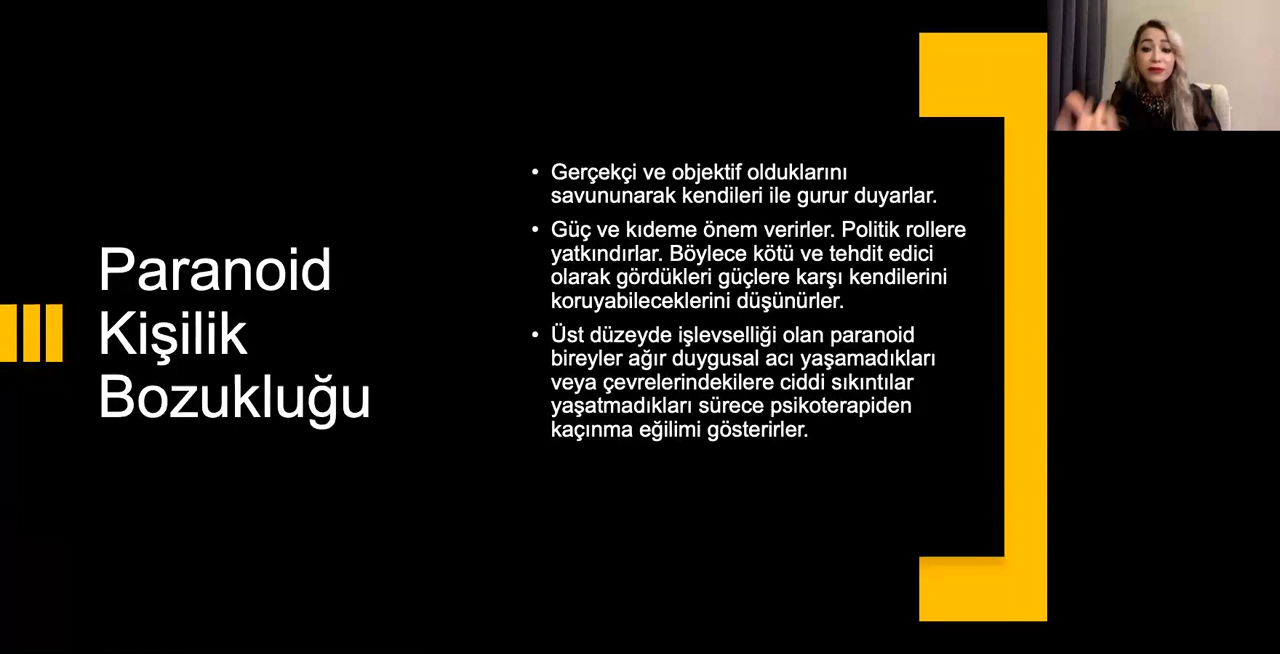 Paranoid
Kişilik
Bozukluğu
• Gerçekçi ve objektif olduklarını
savununarak kendileri ile gurur duyarlar.
• Güç ve kıdeme önem verirler. Politik rollere
yatkındırlar. Böylece kötü ve tehdit edici
olarak gördükleri güçlere karşı kendilerini
koruyabileceklerini düşünürler.
• Üst düzeyde işlevselliği olan paranoid
bireyler ağır duygusal acı yaşamadıkları
veya çevrelerindekilere ciddi sıkıntılar
yaşatmadıkları sürece psikoterapiden
kaçınma eğilimi gösterirler.